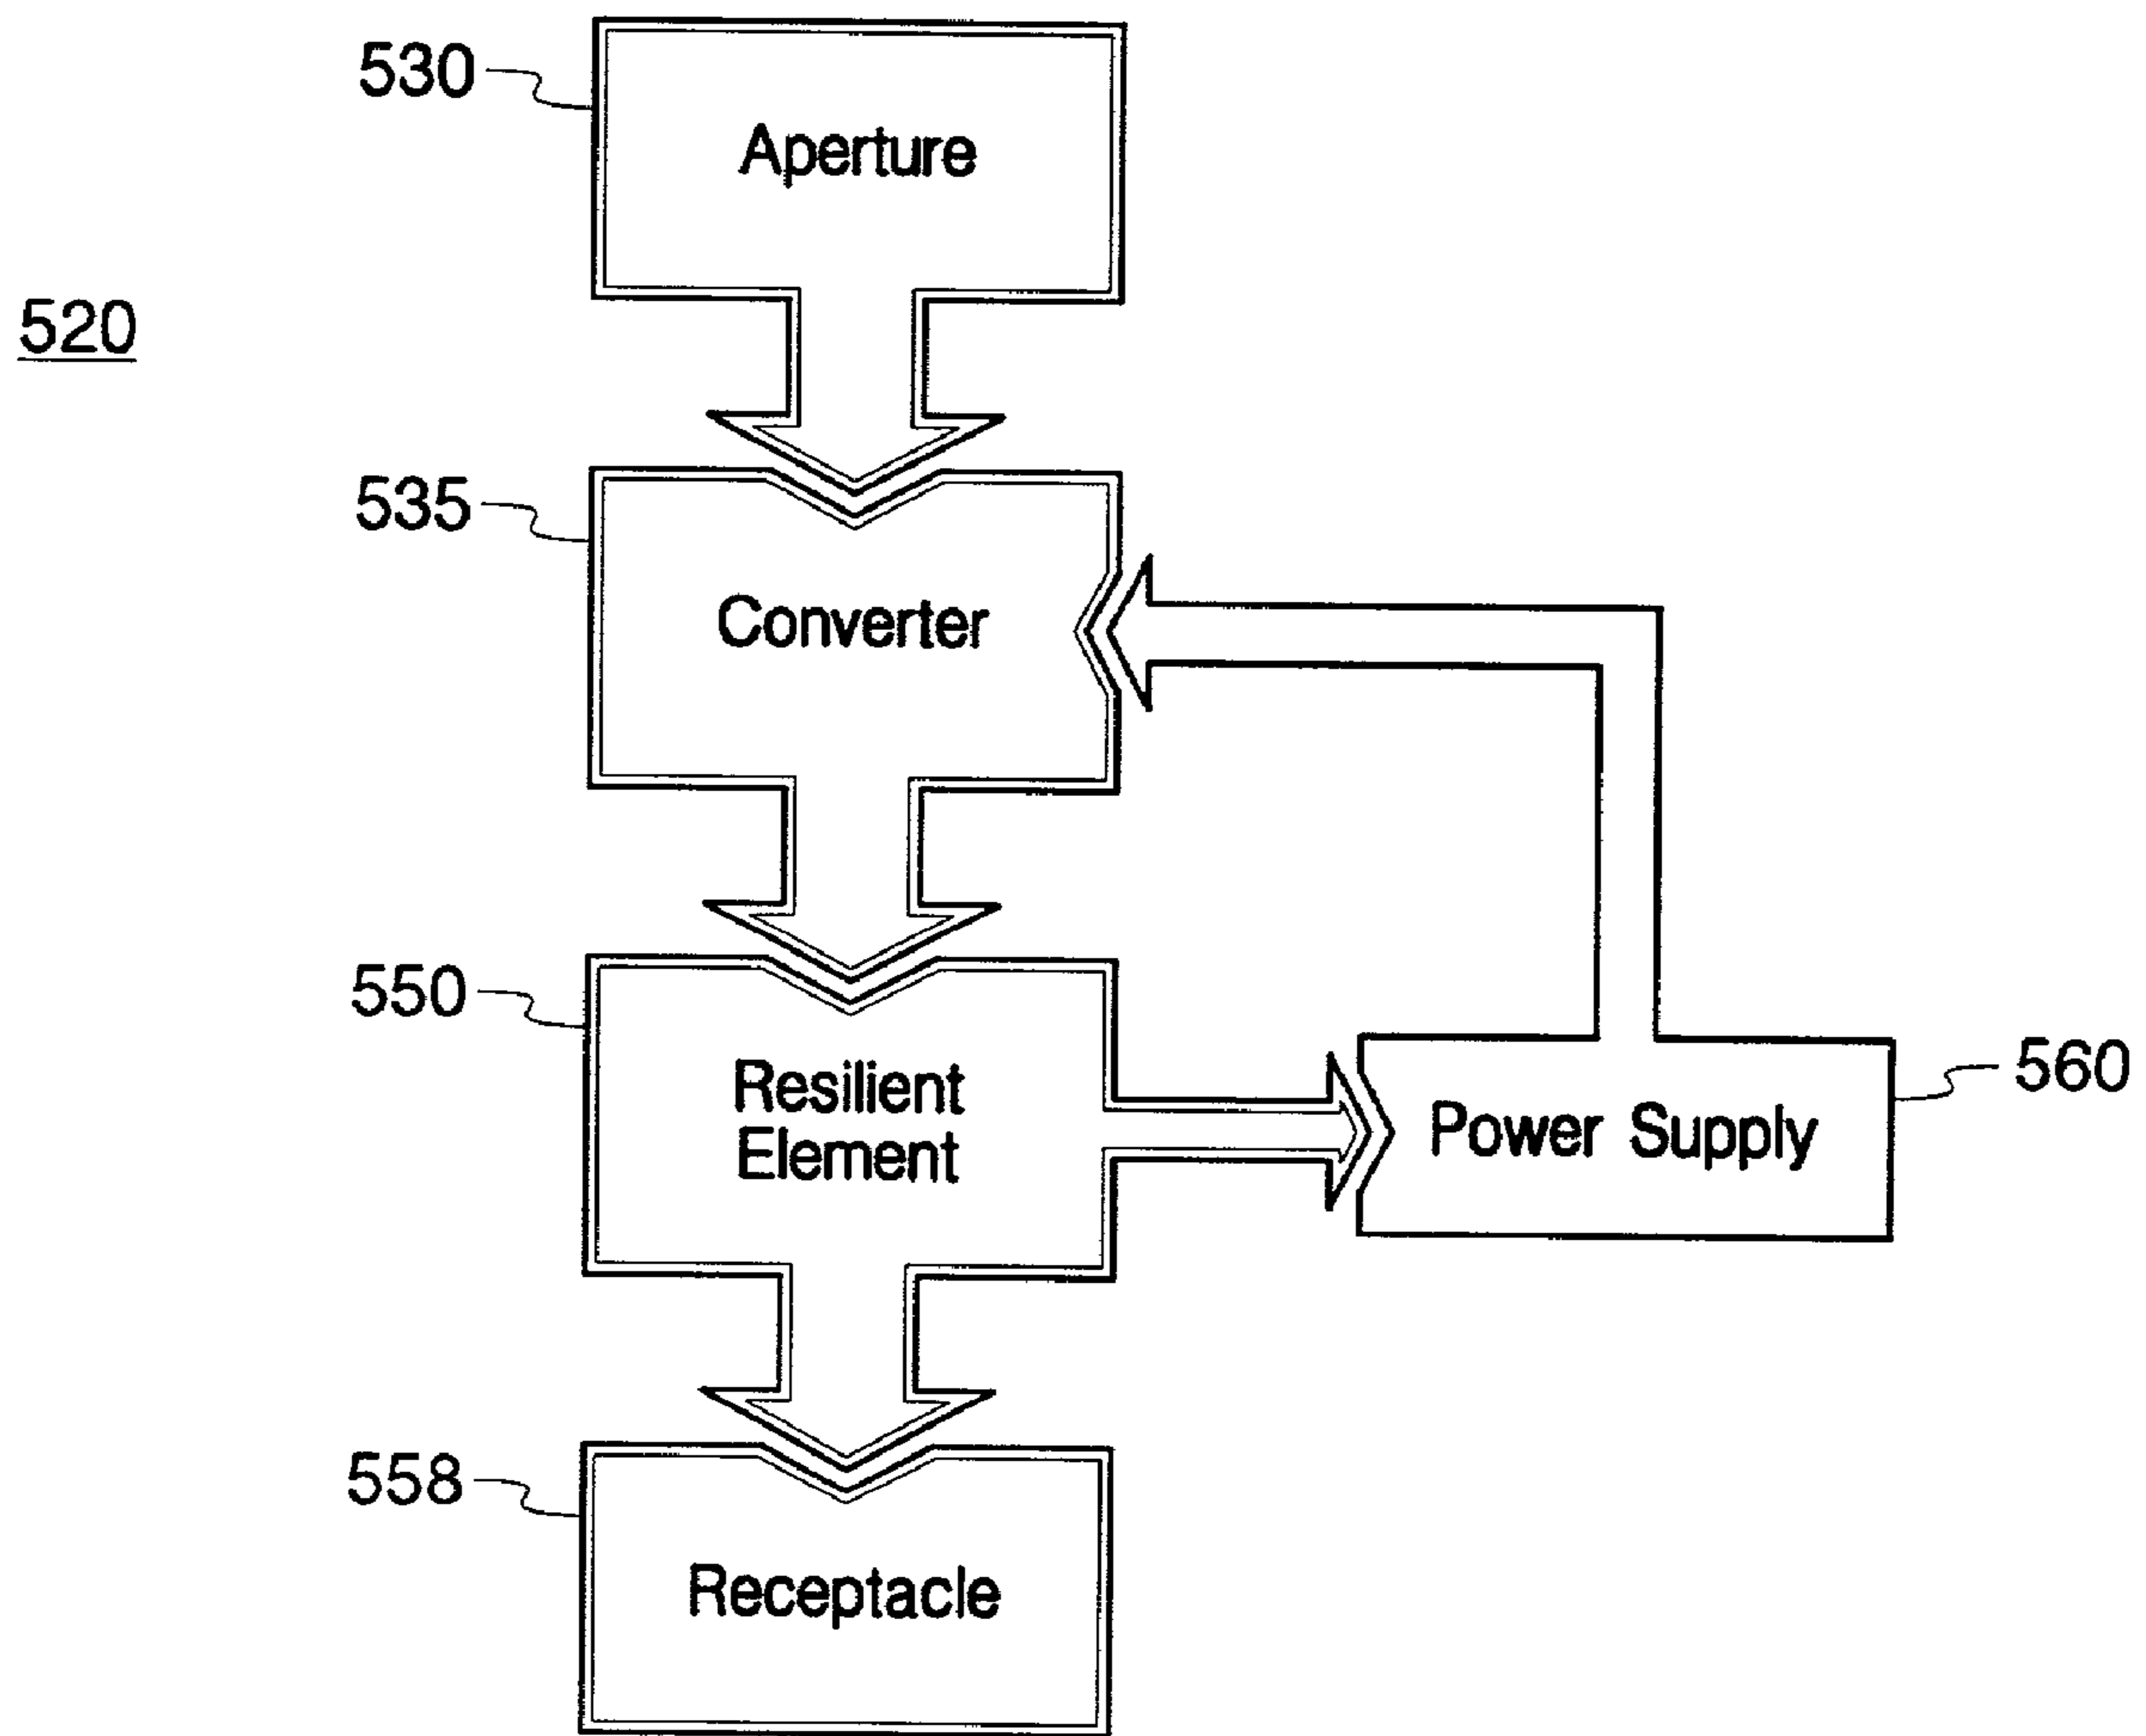 530
Aperture
520
535
Converter
550
Resilient
Element
560
Power Supply
558
Receptacle